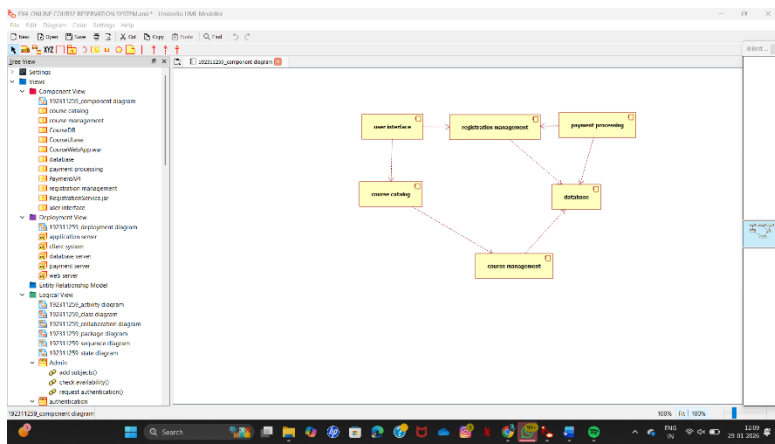 EX4-ONLINE COURSE RESERVATION SYSTEM.xmi * - Umbrello UML Modeller
File Edit Diagram Code Settings Help
New Open Save Cut Copy Paste Find
XYZ
Tree View
192311259_component diagram
Settings
Views
Component View
192311259_component diagram
course catalog
course management
CourseDB
CourseUI.exe
CourseWebApp.war
database
payment processing
PaymentAPI
registration management
RegistrationService.jar
user interface
Deployment View
192311259_deployment diagram
application server
client system
database server
payment server
web server
Entity Relationship Model
Logical View
192311259_activity diagram
192311259_class diagram
192311259_collaboration diagram
192311259_package diagram
192311259_sequence diagram
192311259_state diagram
Admin
add subjects()
check availability()
request authentication()
authentication
user interface
registration management
payment processing
course catalog
database
course management
192311259_component diagram
100% Fit 100%
Search
ENG
IN
12:09
29-01-2026